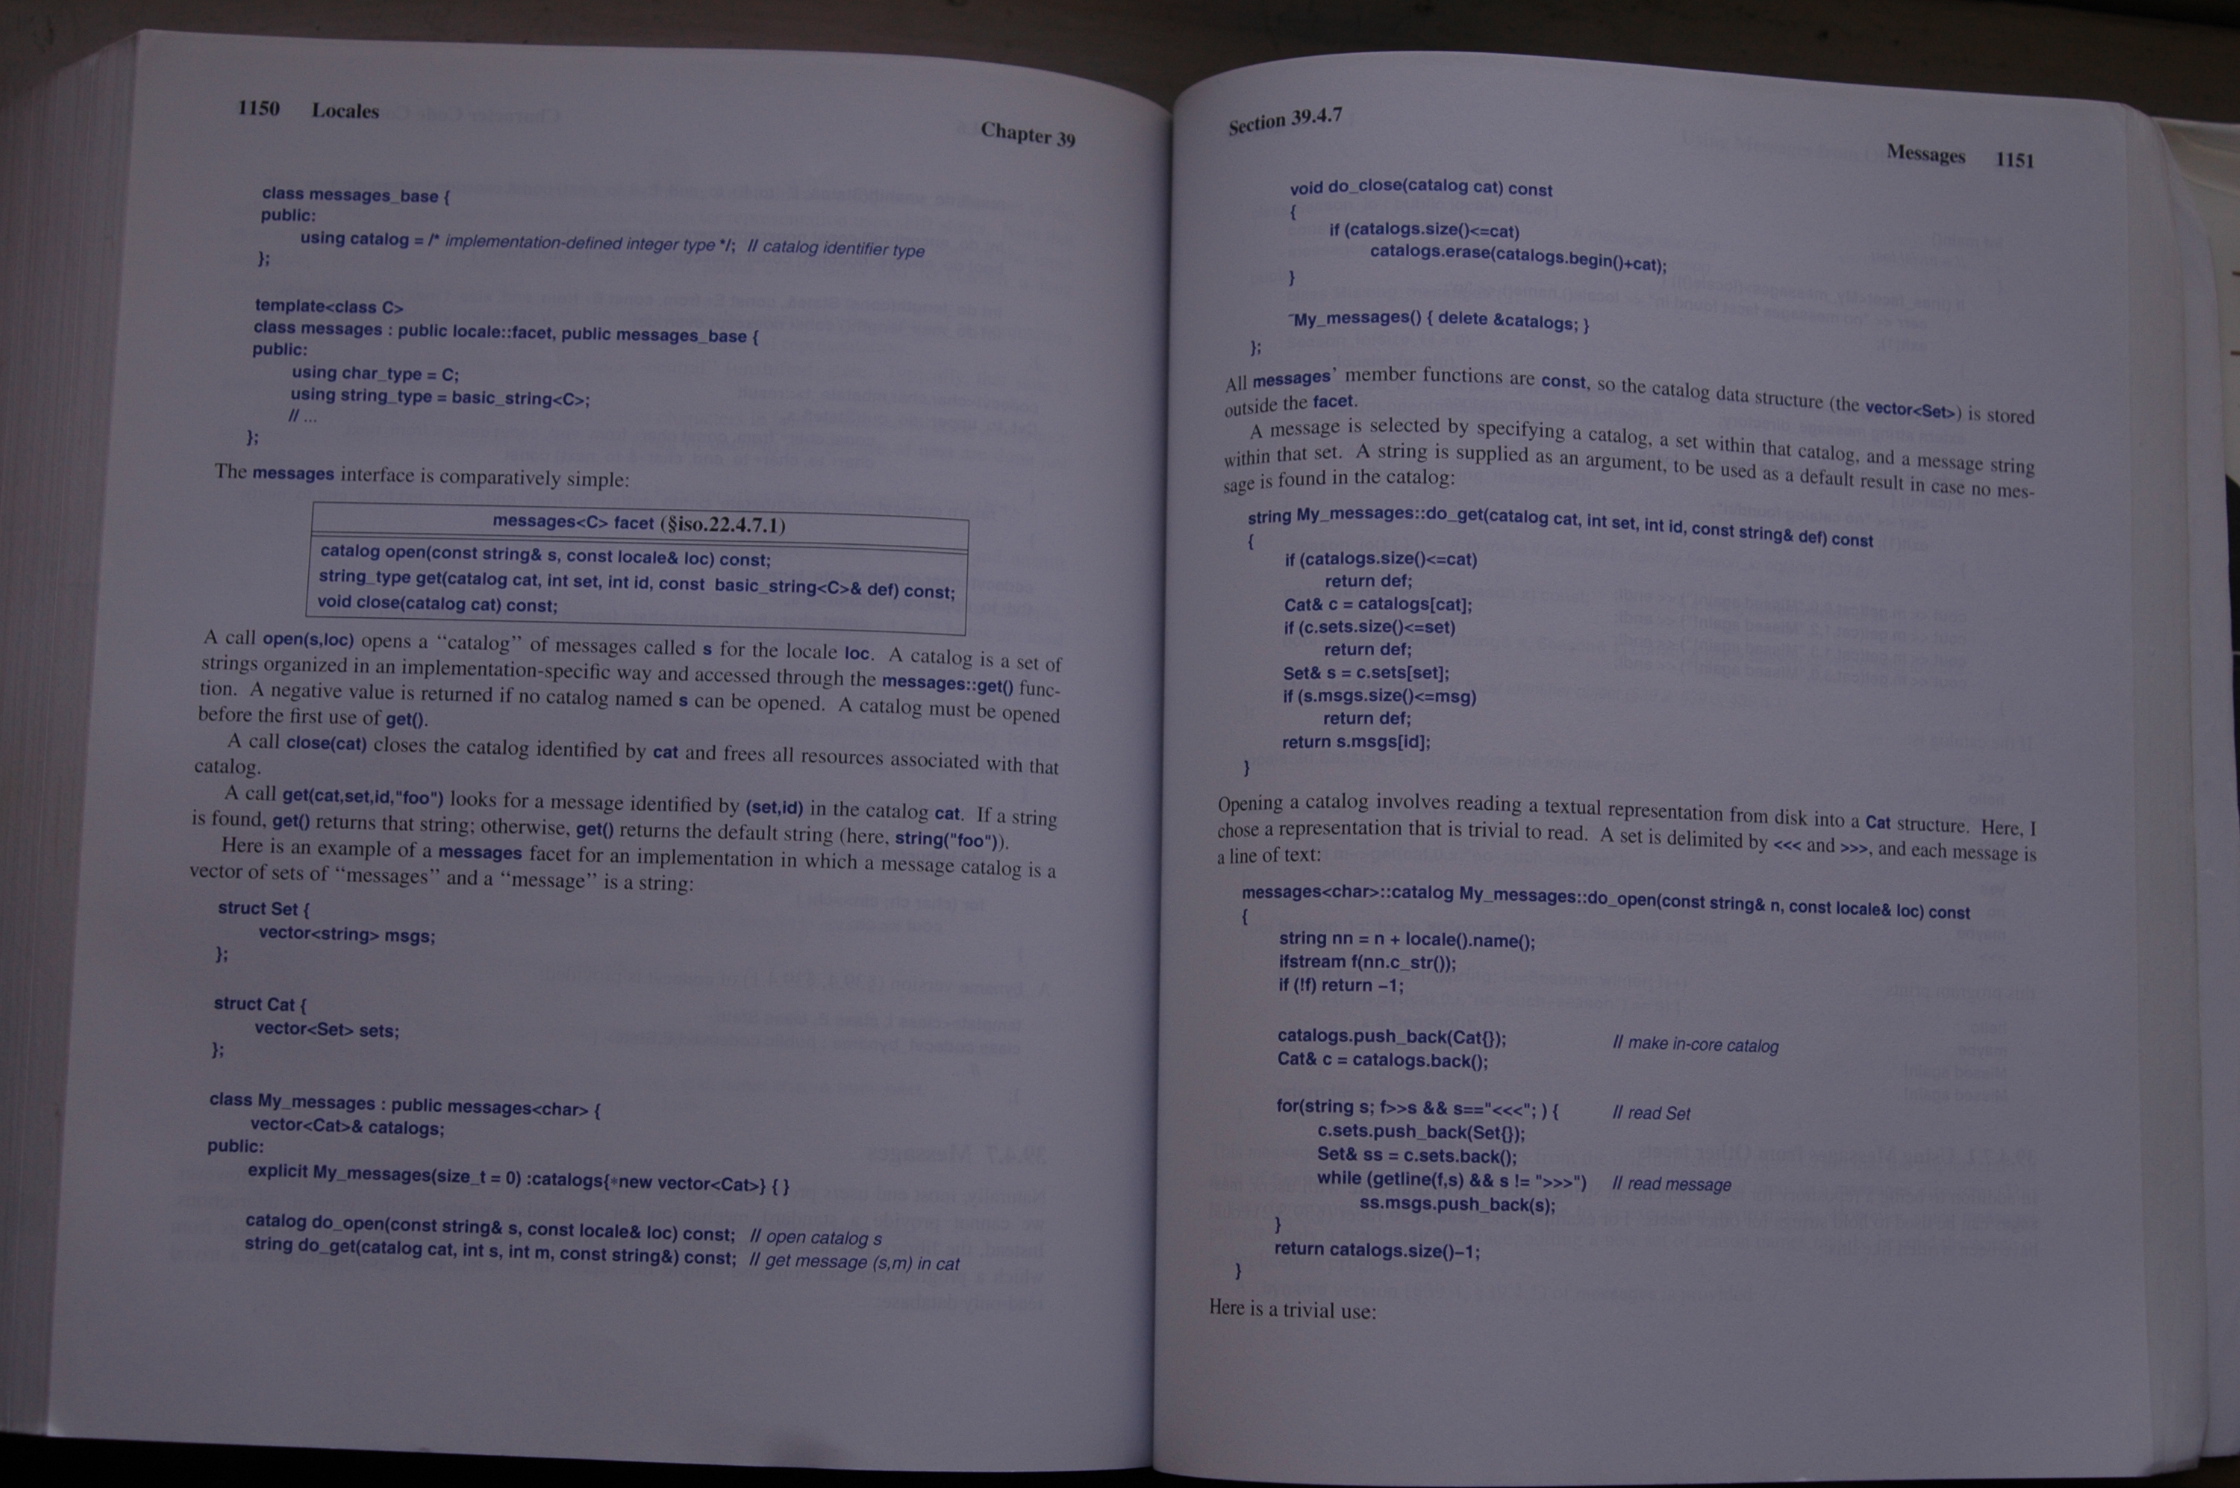 1150 Locales Chapter 39
class messages_base {
public:
using catalog = /* implementation-defined integer type */; // catalog identifier type
};
template<class C>
class messages : public locale::facet, public messages_base {
public:
using char_type = C;
using string_type = basic_string<C>;
// ...
};
The messages interface is comparatively simple:
messages<C> facet (§iso.22.4.7.1)
catalog open(const string& s, const locale& loc) const;
string_type get(catalog cat, int set, int id, const basic_string<C>& def) const;
void close(catalog cat) const;
A call open(s,loc) opens a “catalog” of messages called s for the locale loc. A catalog is a set of
strings organized in an implementation-specific way and accessed through the messages::get() func-
tion. A negative value is returned if no catalog named s can be opened. A catalog must be opened
before the first use of get().
A call close(cat) closes the catalog identified by cat and frees all resources associated with that
catalog.
A call get(cat,set,id,"foo") looks for a message identified by (set,id) in the catalog cat. If a string
is found, get() returns that string; otherwise, get() returns the default string (here, string("foo")).
Here is an example of a messages facet for an implementation in which a message catalog is a
vector of sets of “messages” and a “message” is a string:
struct Set {
vector<string> msgs;
};
struct Cat {
vector<Set> sets;
};
class My_messages : public messages<char> {
vector<Cat>& catalogs;
public:
explicit My_messages(size_t = 0) :catalogs{*new vector<Cat>} { }
catalog do_open(const string& s, const locale& loc) const; // open catalog s
string do_get(catalog cat, int s, int m, const string&) const; // get message (s,m) in cat
Section 39.4.7 Messages 1151
void do_close(catalog cat) const
{
if (catalogs.size()<=cat)
catalogs.erase(catalogs.begin()+cat);
}
~My_messages() { delete &catalogs; }
};
All messages’ member functions are const, so the catalog data structure (the vector<Set>) is stored
outside the facet.
A message is selected by specifying a catalog, a set within that catalog, and a message string
within that set. A string is supplied as an argument, to be used as a default result in case no mes-
sage is found in the catalog:
string My_messages::do_get(catalog cat, int set, int id, const string& def) const
{
if (catalogs.size()<=cat)
return def;
Cat& c = catalogs[cat];
if (c.sets.size()<=set)
return def;
Set& s = c.sets[set];
if (s.msgs.size()<=msg)
return def;
return s.msgs[id];
}
Opening a catalog involves reading a textual representation from disk into a Cat structure. Here, I
chose a representation that is trivial to read. A set is delimited by <<< and >>>, and each message is
a line of text:
messages<char>::catalog My_messages::do_open(const string& n, const locale& loc) const
{
string nn = n + locale().name();
ifstream f(nn.c_str());
if (!f) return −1;
catalogs.push_back(Cat{}); // make in-core catalog
Cat& c = catalogs.back();
for(string s; f>>s && s=="<<<"; ) { // read Set
c.sets.push_back(Set{});
Set& ss = c.sets.back();
while (getline(f,s) && s != ">>>") // read message
ss.msgs.push_back(s);
}
return catalogs.size()−1;
}
Here is a trivial use: